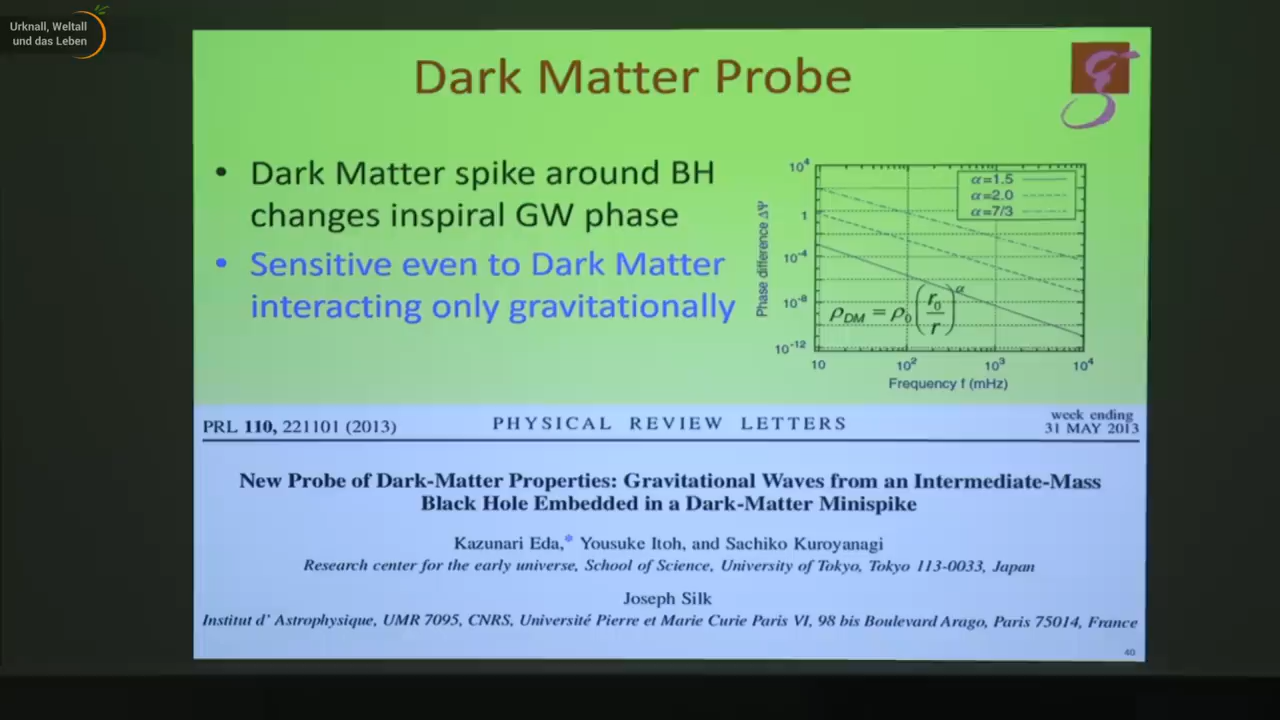 Urknall, Weltall
und das Leben
Dark Matter Probe
g
• Dark Matter spike around BH
changes inspiral GW phase
• Sensitive even to Dark Matter
interacting only gravitationally
α=1.5
α=2.0
α=7/3
10⁴
1
10⁻⁴
10⁻⁸
10⁻¹²
Phase difference ΔΨ
ρDM = ρ₀(r₀/r)^α
10 10² 10³ 10⁴
Frequency f (mHz)
PRL 110, 221101 (2013) PHYSICAL REVIEW LETTERS week ending
31 MAY 2013
New Probe of Dark-Matter Properties: Gravitational Waves from an Intermediate-Mass
Black Hole Embedded in a Dark-Matter Minispike
Kazunari Eda,* Yousuke Itoh, and Sachiko Kuroyanagi
Research center for the early universe, School of Science, University of Tokyo, Tokyo 113-0033, Japan
Joseph Silk
Institut d' Astrophysique, UMR 7095, CNRS, Université Pierre et Marie Curie Paris VI, 98 bis Boulevard Arago, Paris 75014, France
40